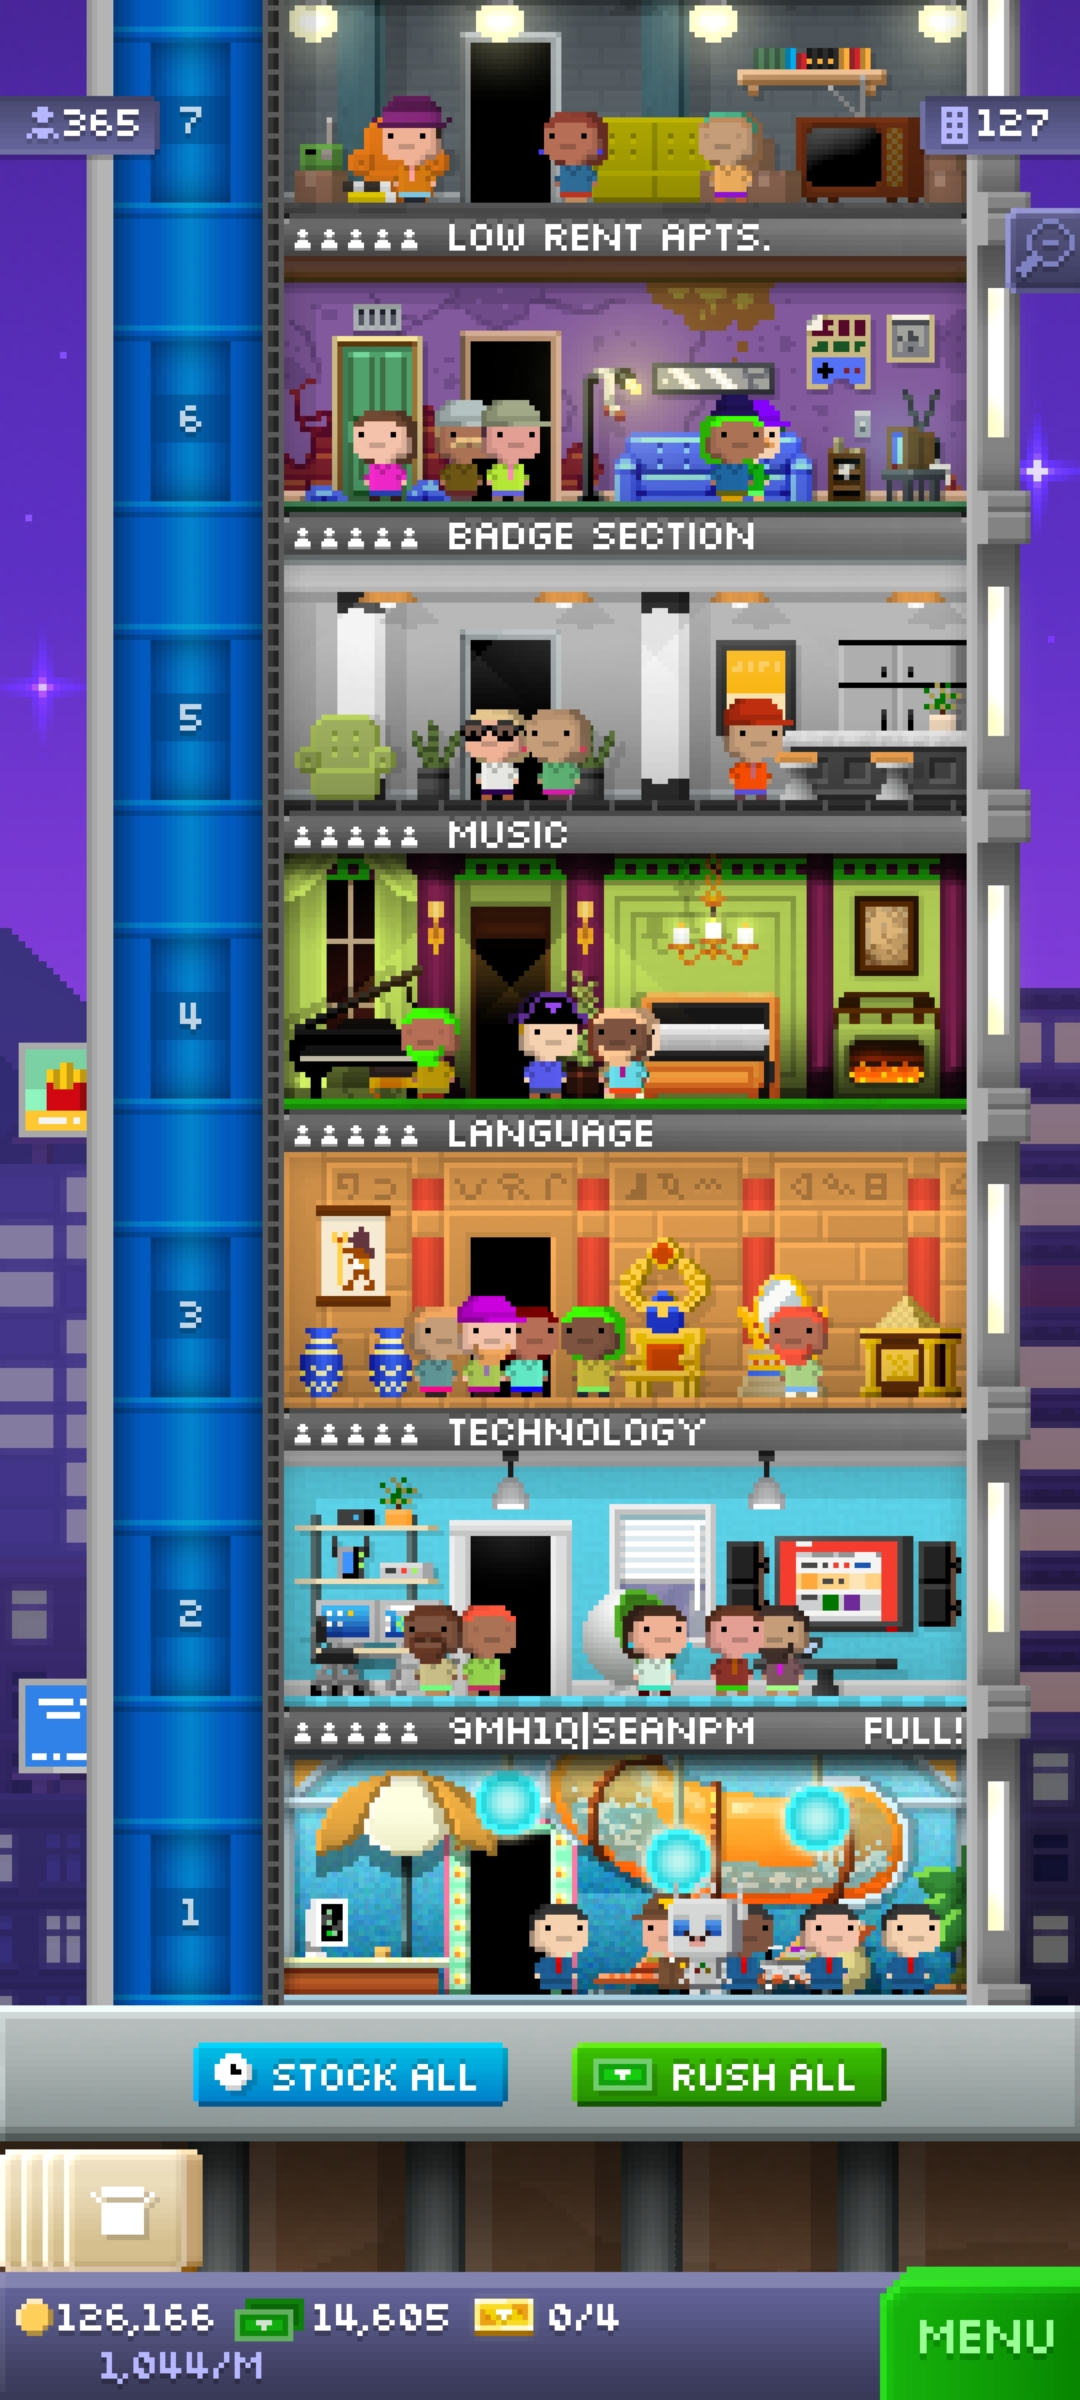 365
7
127
LOW RENT APTS.
6
BADGE SECTION
5
MUSIC
4
LANGUAGE
3
TECHNOLOGY
2
9MH1Q|SEANPM FULL!
1
STOCK ALL
RUSH ALL
126,166
14,605
0/4
1,044/M
MENU